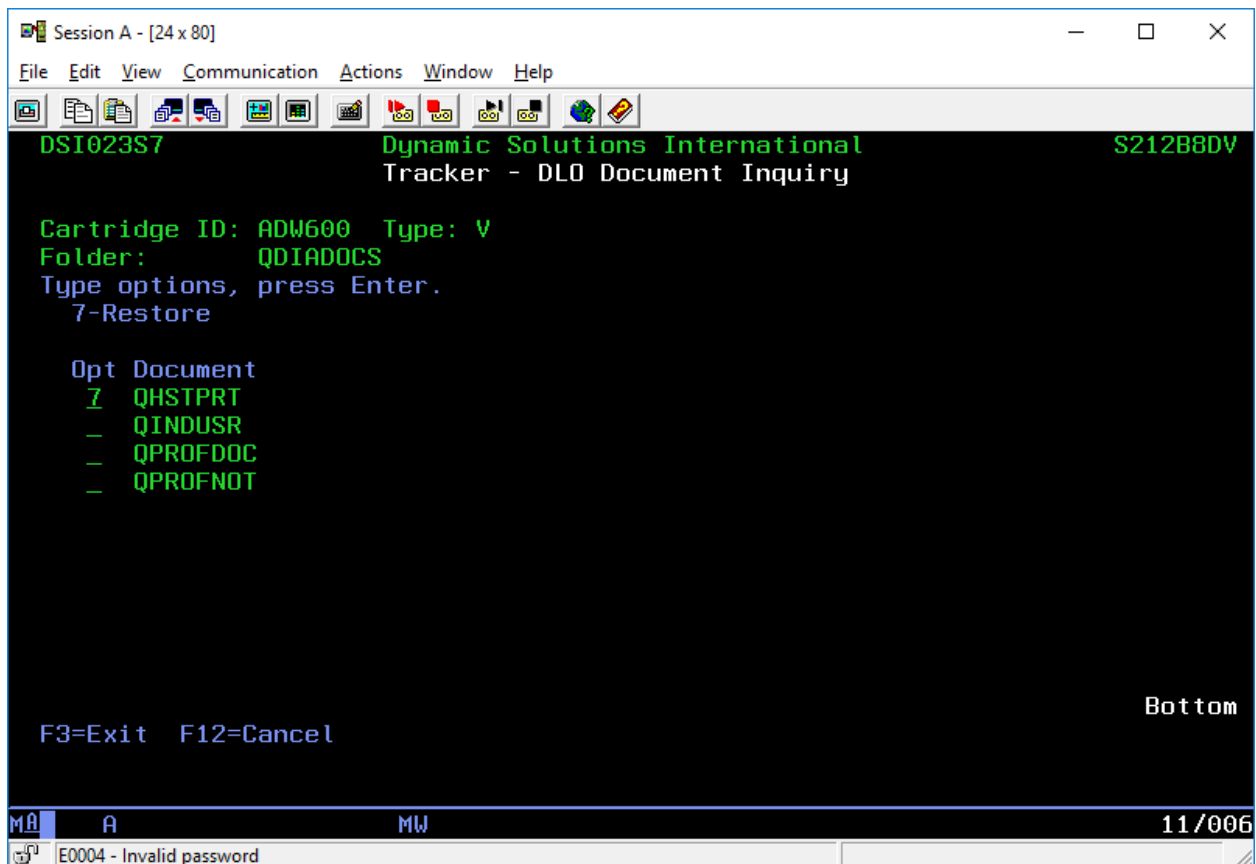 Session A - [24 x 80]
File Edit View Communication Actions Window Help
DSI023S7 Dynamic Solutions International S212B8DV
Tracker - DLO Document Inquiry
Cartridge ID: ADW600 Type: V
Folder: QDIADOCS
Type options, press Enter.
7-Restore
Opt Document
7 QHSTPRT
_ QINDUSR
_ QPROFDOC
_ QPROFNOT
Bottom
F3=Exit F12=Cancel
MA A MW 11/006
E0004 - Invalid password